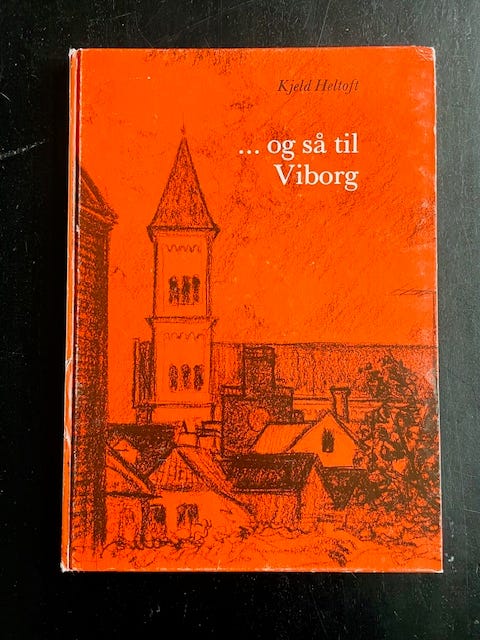 Kjeld Heltoft
... og så til
Viborg